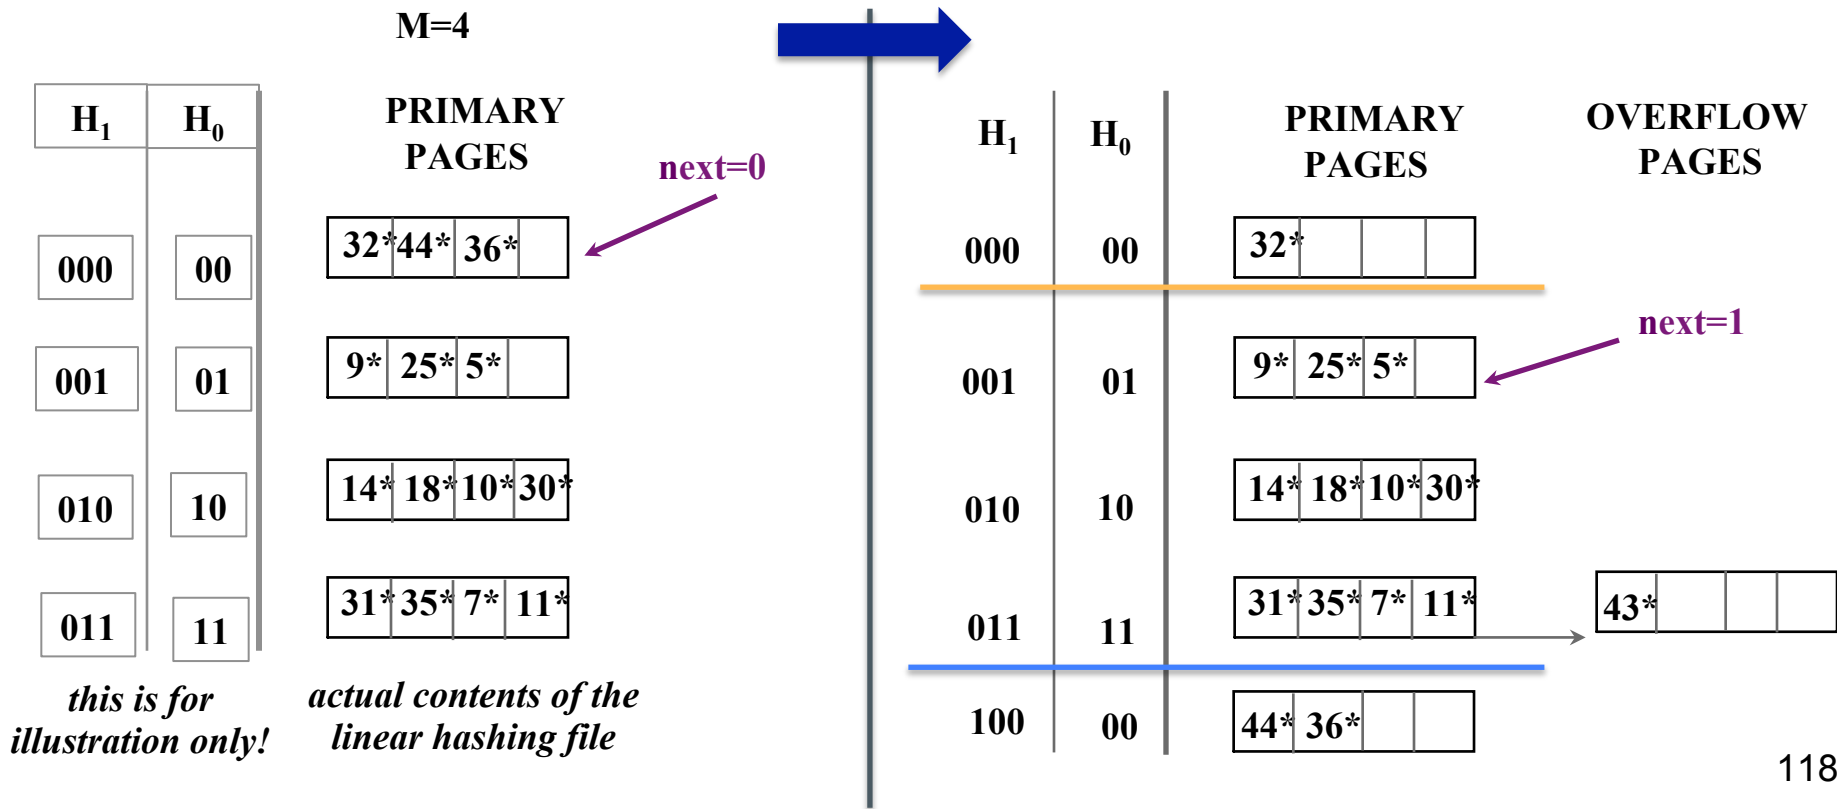 M=4
H₁ H₀
PRIMARY
PAGES
next=0
000 00 32* 44* 36*
001 01 9* 25* 5*
010 10 14* 18* 10* 30*
011 11 31* 35* 7* 11*
this is for
illustration only!
actual contents of the
linear hashing file
H₁ H₀
PRIMARY
PAGES
OVERFLOW
PAGES
000 00 32*
next=1
001 01 9* 25* 5*
010 10 14* 18* 10* 30*
011 11 31* 35* 7* 11* 43*
100 00 44* 36*
118